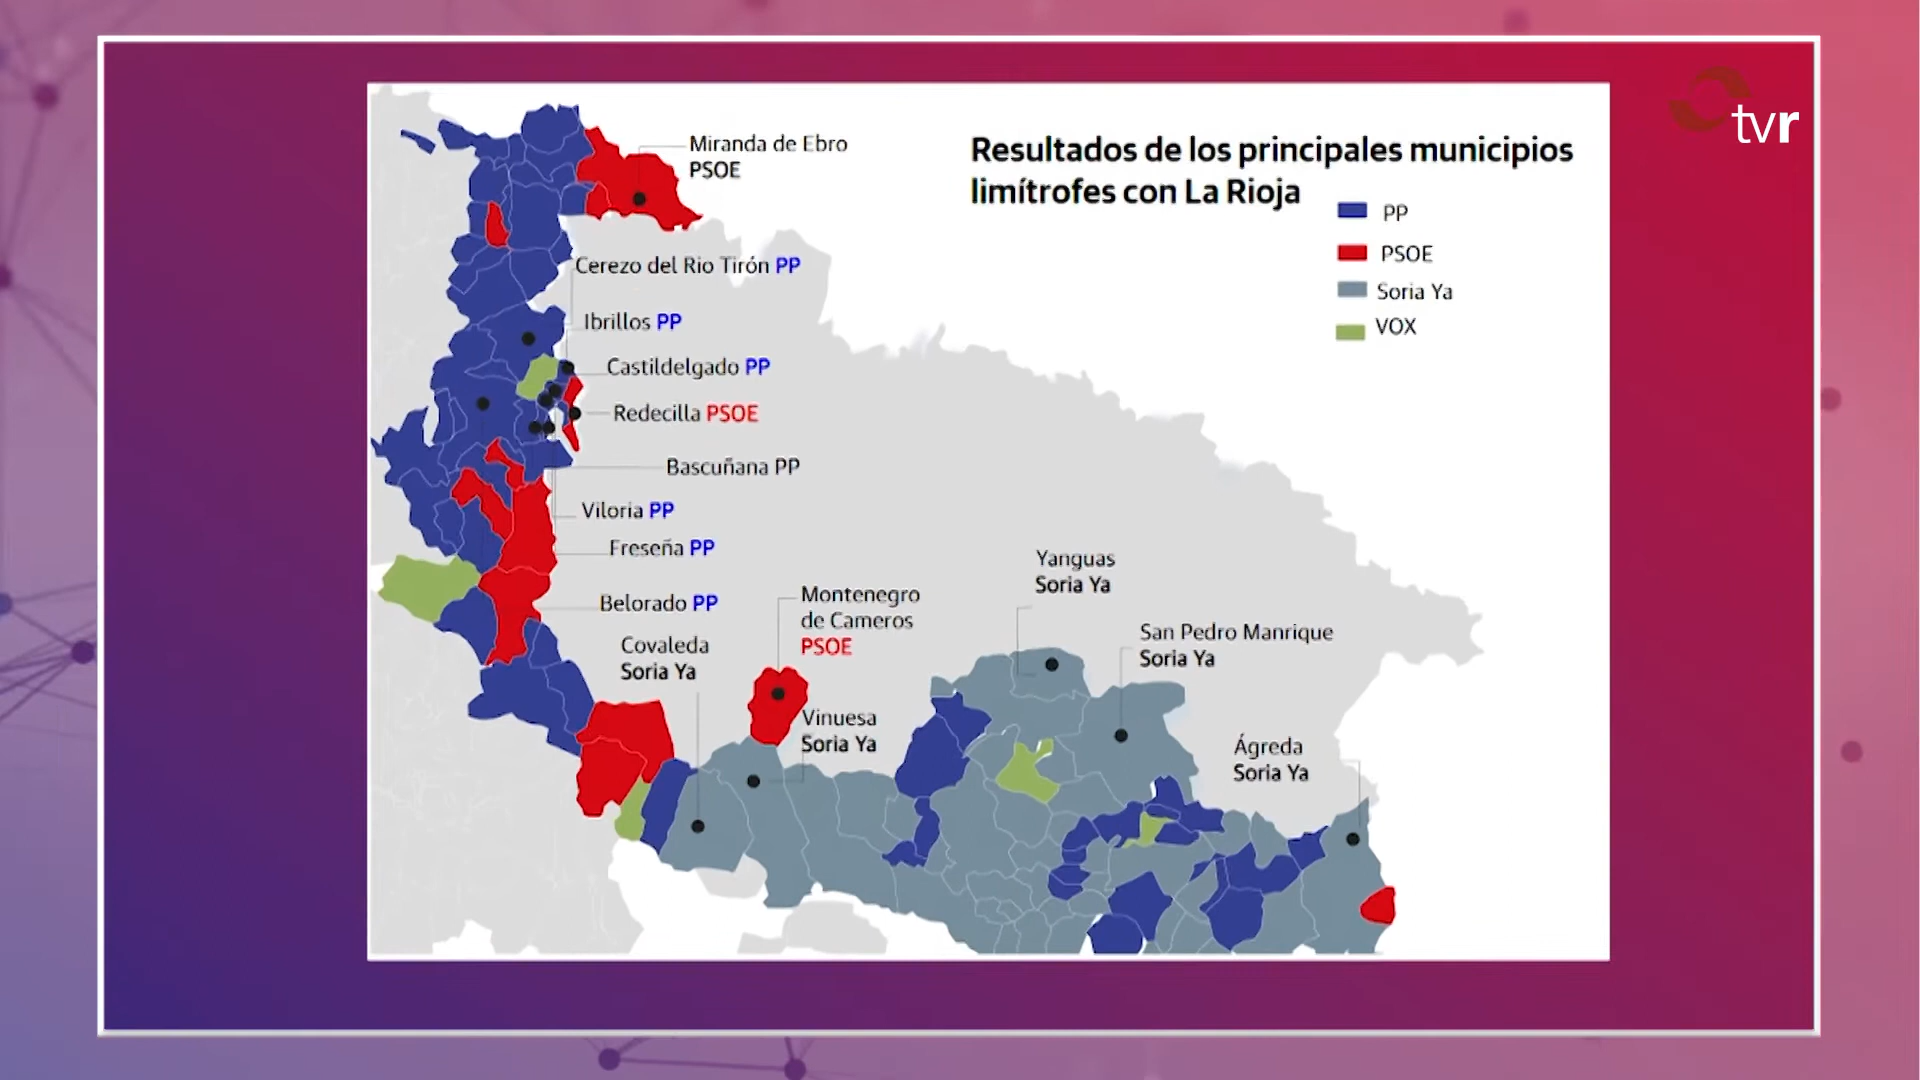 tvr
Resultados de los principales municipios
limítrofes con La Rioja
PP
PSOE
Soria Ya
VOX
Miranda de Ebro
PSOE
Cerezo del Rio Tirón PP
Ibrillos PP
Castildelgado PP
Redecilla PSOE
Bascuñana PP
Viloria PP
Freseña PP
Belorado PP
Covaleda
Soria Ya
Montenegro
de Cameros
PSOE
Vinuesa
Soria Ya
Yanguas
Soria Ya
San Pedro Manrique
Soria Ya
Ágreda
Soria Ya